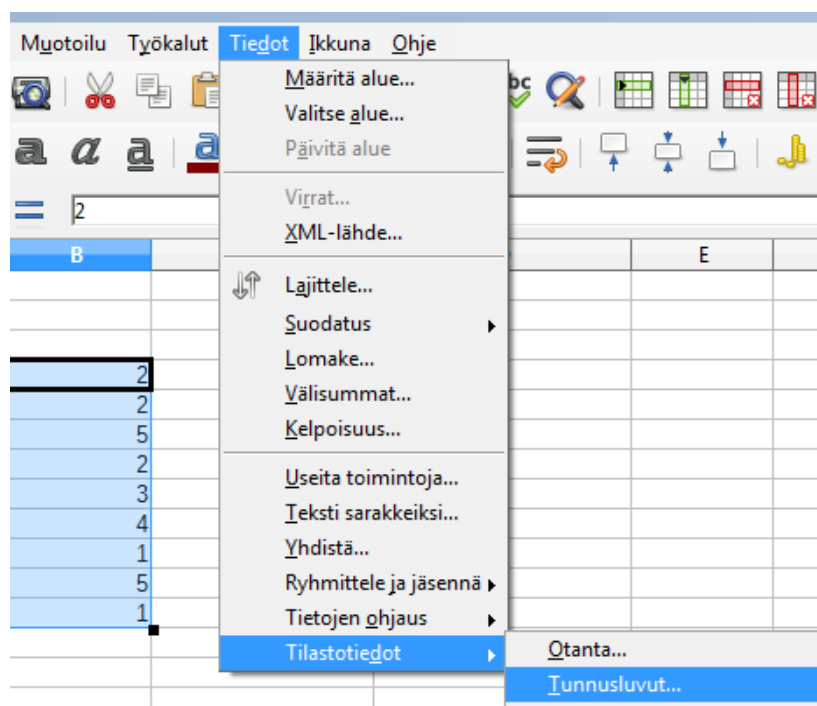 Muotoilu Työkalut Tiedot Ikkuna Ohje
Määritä alue...
Valitse alue...
Päivitä alue
Virrat...
XML-lähde...
Lajittele...
Suodatus
Lomake...
Välisummat...
Kelpoisuus...
Useita toimintoja...
Teksti sarakkeiksi...
Yhdistä...
Ryhmittele ja jäsennä
Tietojen ohjaus
Tilastotiedot
Otanta...
Tunnusluvut...
a a a a
bc
2
B E
2
2
5
2
3
4
1
5
1